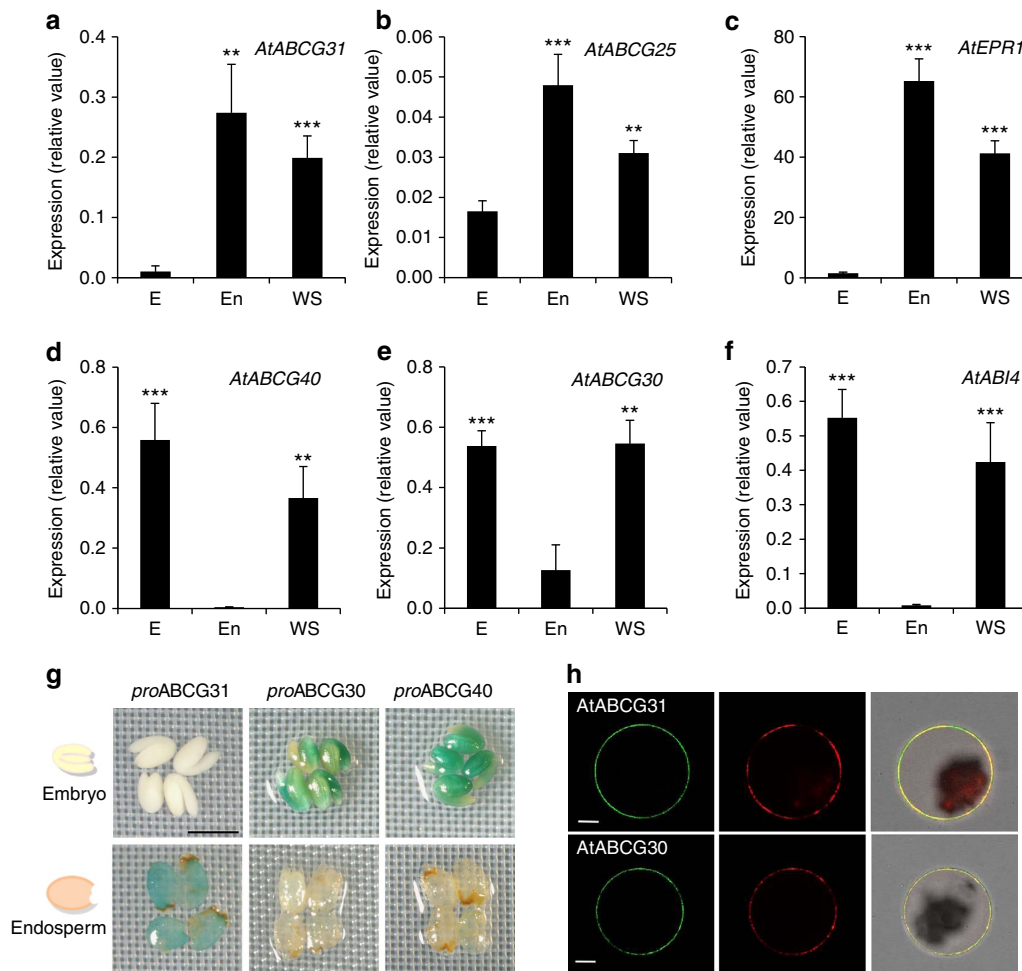 a
AtABCG31
Expression (relative value)
0.4
0.3
0.2
0.1
0.0
**
***
E En WS
b
AtABCG25
Expression (relative value)
0.06
0.05
0.04
0.03
0.02
0.01
0.00
***
**
E En WS
c
AtEPR1
Expression (relative value)
80
60
40
20
0
***
***
E En WS
d
AtABCG40
Expression (relative value)
0.8
0.6
0.4
0.2
0.0
***
**
E En WS
e
AtABCG30
Expression (relative value)
0.8
0.6
0.4
0.2
0.0
***
**
E En WS
f
AtABI4
Expression (relative value)
0.7
0.6
0.5
0.4
0.3
0.2
0.1
0.0
***
***
E En WS
g
proABCG31 proABCG30 proABCG40
Embryo
Endosperm
h
AtABCG31
AtABCG30